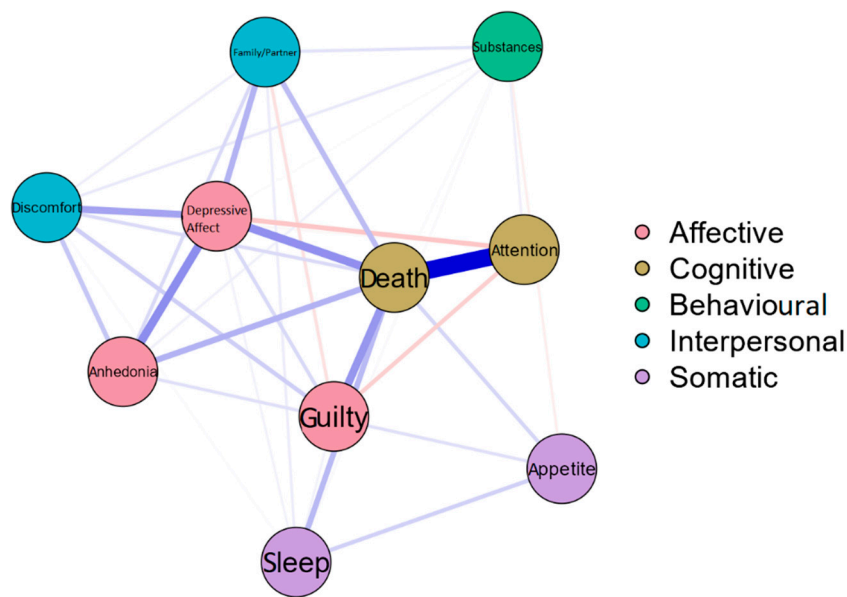 Family/Partner
Substances
Discomfort
Depressive
Affect
Attention
Death
Anhedonia
Guilty
Appetite
Sleep
Affective
Cognitive
Behavioural
Interpersonal
Somatic